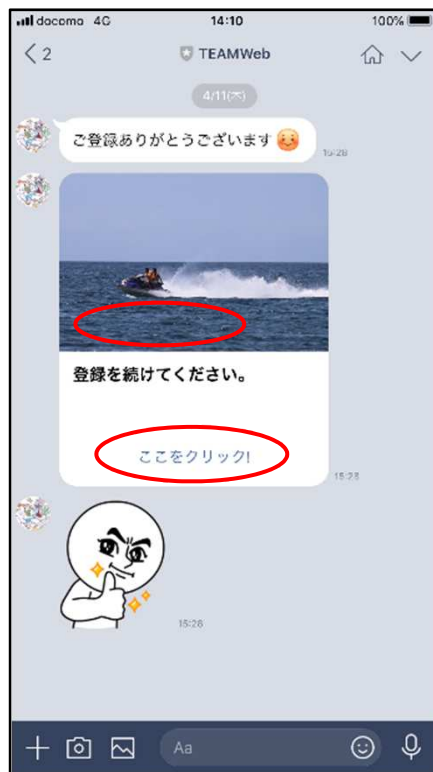 docomo 4G 14:10 100%
2 TEAMWeb
4/11(木)
ご登録ありがとうございます
15:28
登録を続けてください。
ここをクリック!
15:28
15:28
Aa